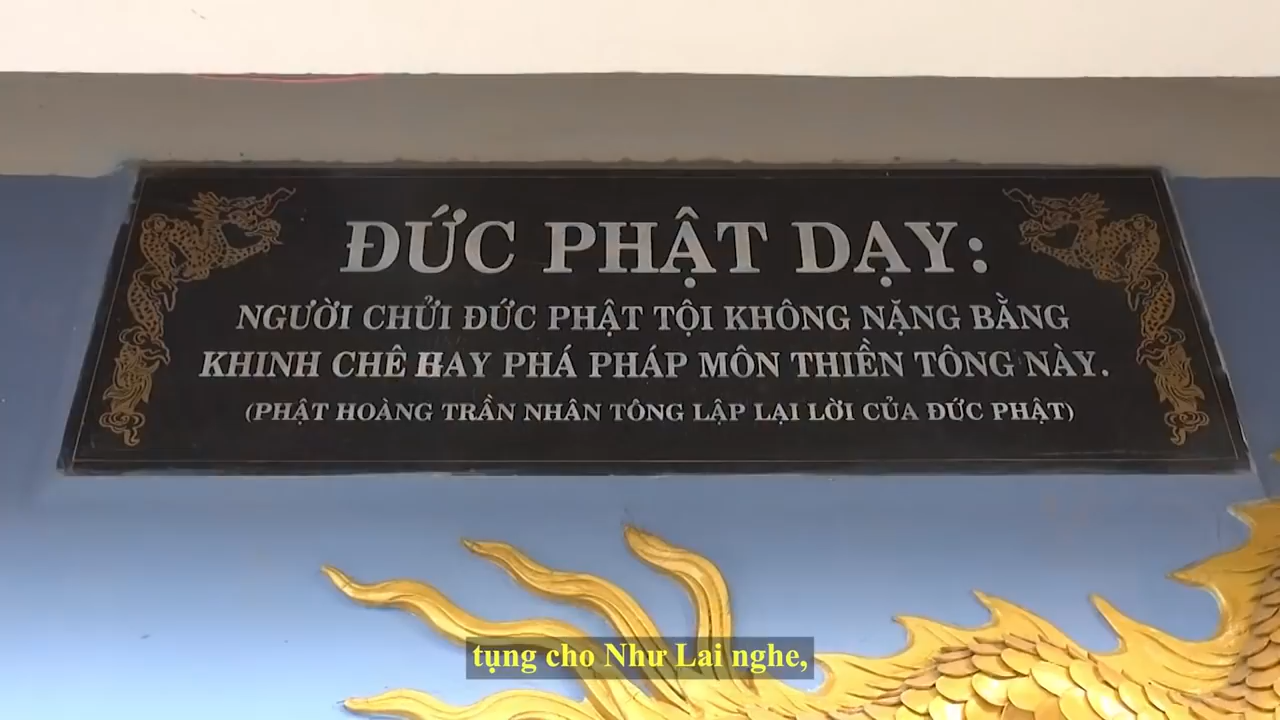 ĐỨC PHẬT DẠY:
NGƯỜI CHỬI ĐỨC PHẬT TỘI KHÔNG NẶNG BẰNG
KHINH CHÊ HAY PHÁ PHÁP MÔN THIỀN TÔNG NÀY.
(PHẬT HOÀNG TRẦN NHÂN TÔNG LẬP LẠI LỜI CỦA ĐỨC PHẬT)
tụng cho Như Lai nghe,